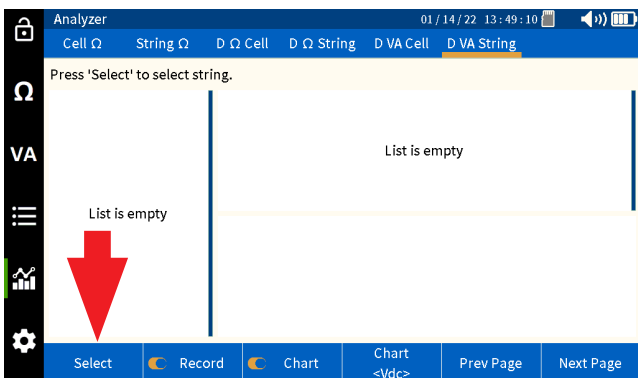 Analyzer 01/14/22 13:49:10
Cell Ω String Ω D Ω Cell D Ω String D VA Cell D VA String
Press 'Select' to select string.
Ω
VA
List is empty
List is empty
Select Record Chart Chart Prev Page Next Page
<Vdc>